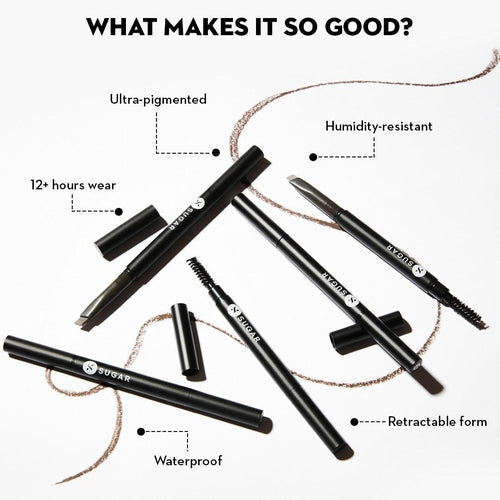 WHAT MAKES IT SO GOOD?
Ultra-pigmented
Humidity-resistant
12+ hours wear
SUGAR
SUGAR
SUGAR
SUGAR
SUGAR
Retractable form
Waterproof